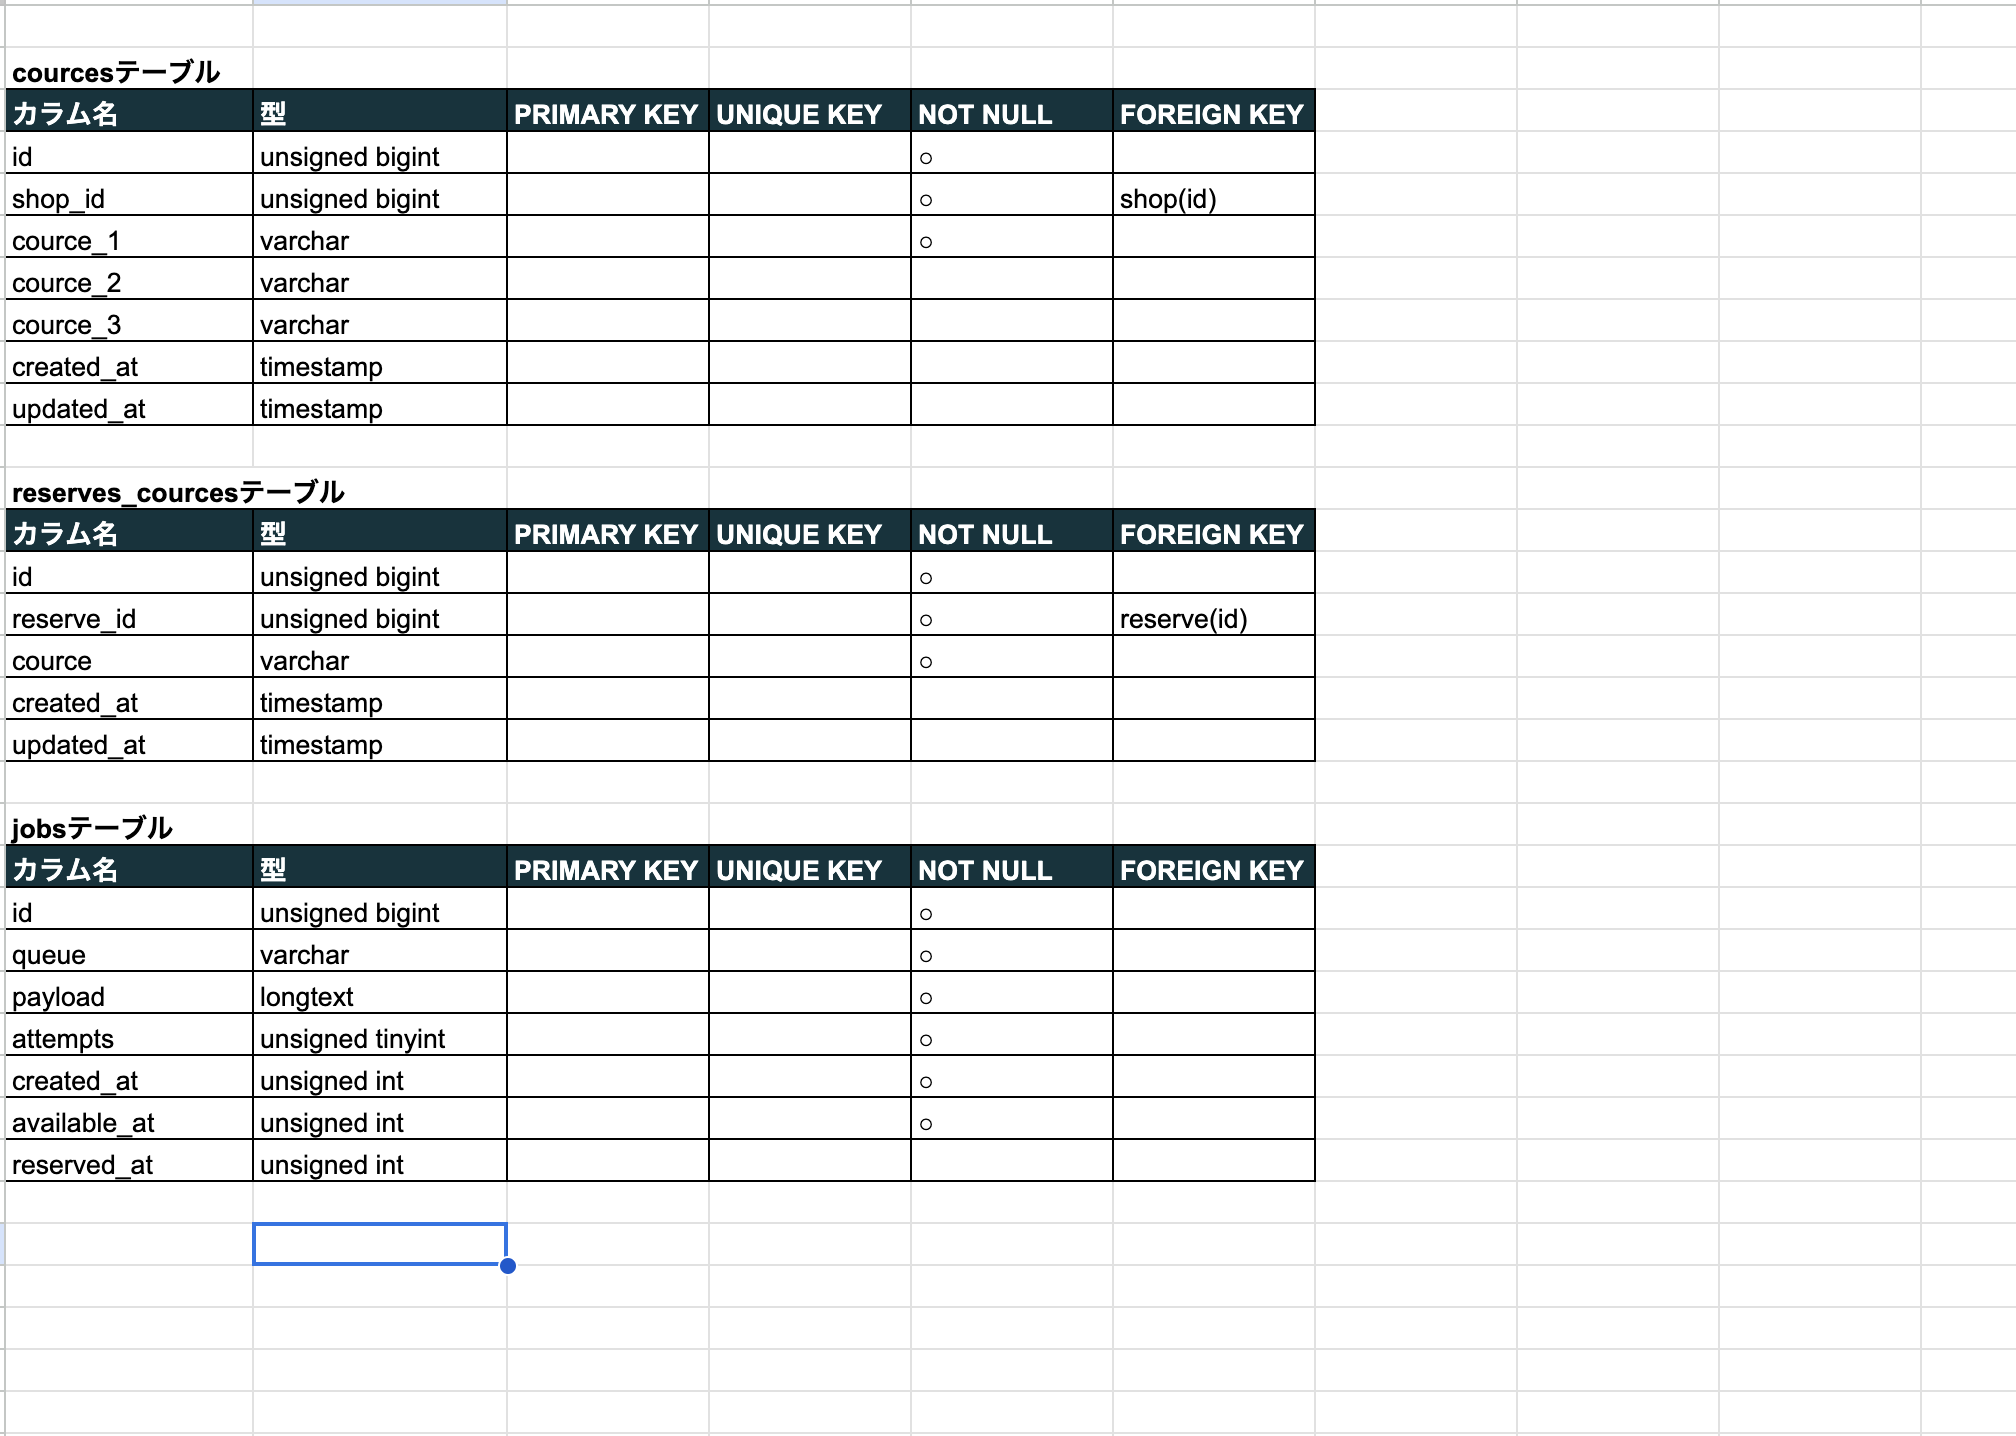 courcesテーブル
カラム名 型 PRIMARY KEY UNIQUE KEY NOT NULL FOREIGN KEY
id unsigned bigint ○
shop_id unsigned bigint ○ shop(id)
cource_1 varchar ○
cource_2 varchar
cource_3 varchar
created_at timestamp
updated_at timestamp
reserves_courcesテーブル
カラム名 型 PRIMARY KEY UNIQUE KEY NOT NULL FOREIGN KEY
id unsigned bigint ○
reserve_id unsigned bigint ○ reserve(id)
cource varchar ○
created_at timestamp
updated_at timestamp
jobsテーブル
カラム名 型 PRIMARY KEY UNIQUE KEY NOT NULL FOREIGN KEY
id unsigned bigint ○
queue varchar ○
payload longtext ○
attempts unsigned tinyint ○
created_at unsigned int ○
available_at unsigned int ○
reserved_at unsigned int